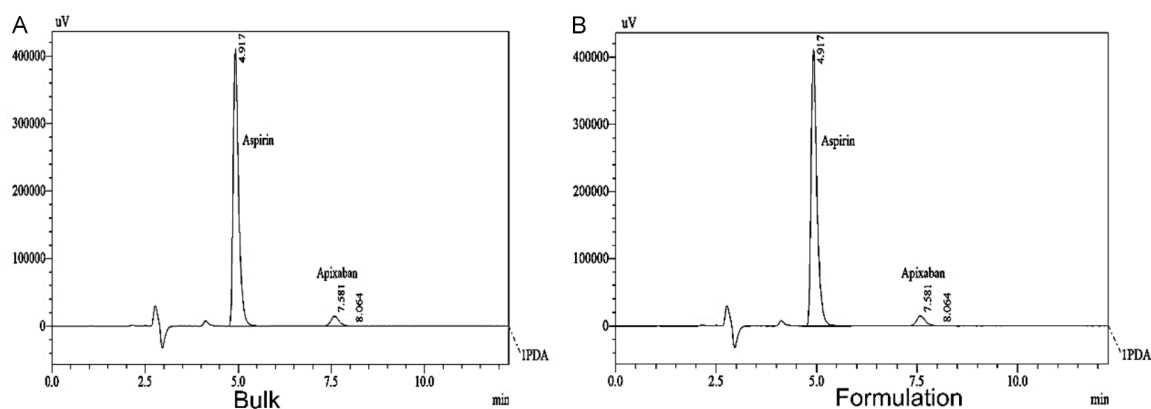 A
uV
400000
300000
200000
100000
0
4.917
Aspirin
Apixaban
7.581
8.064
1PDA
0.0 2.5 5.0 7.5 10.0 min
Bulk
B
uV
400000
300000
200000
100000
0
4.917
Aspirin
Apixaban
7.581
8.064
1PDA
0.0 2.5 5.0 7.5 10.0 min
Formulation